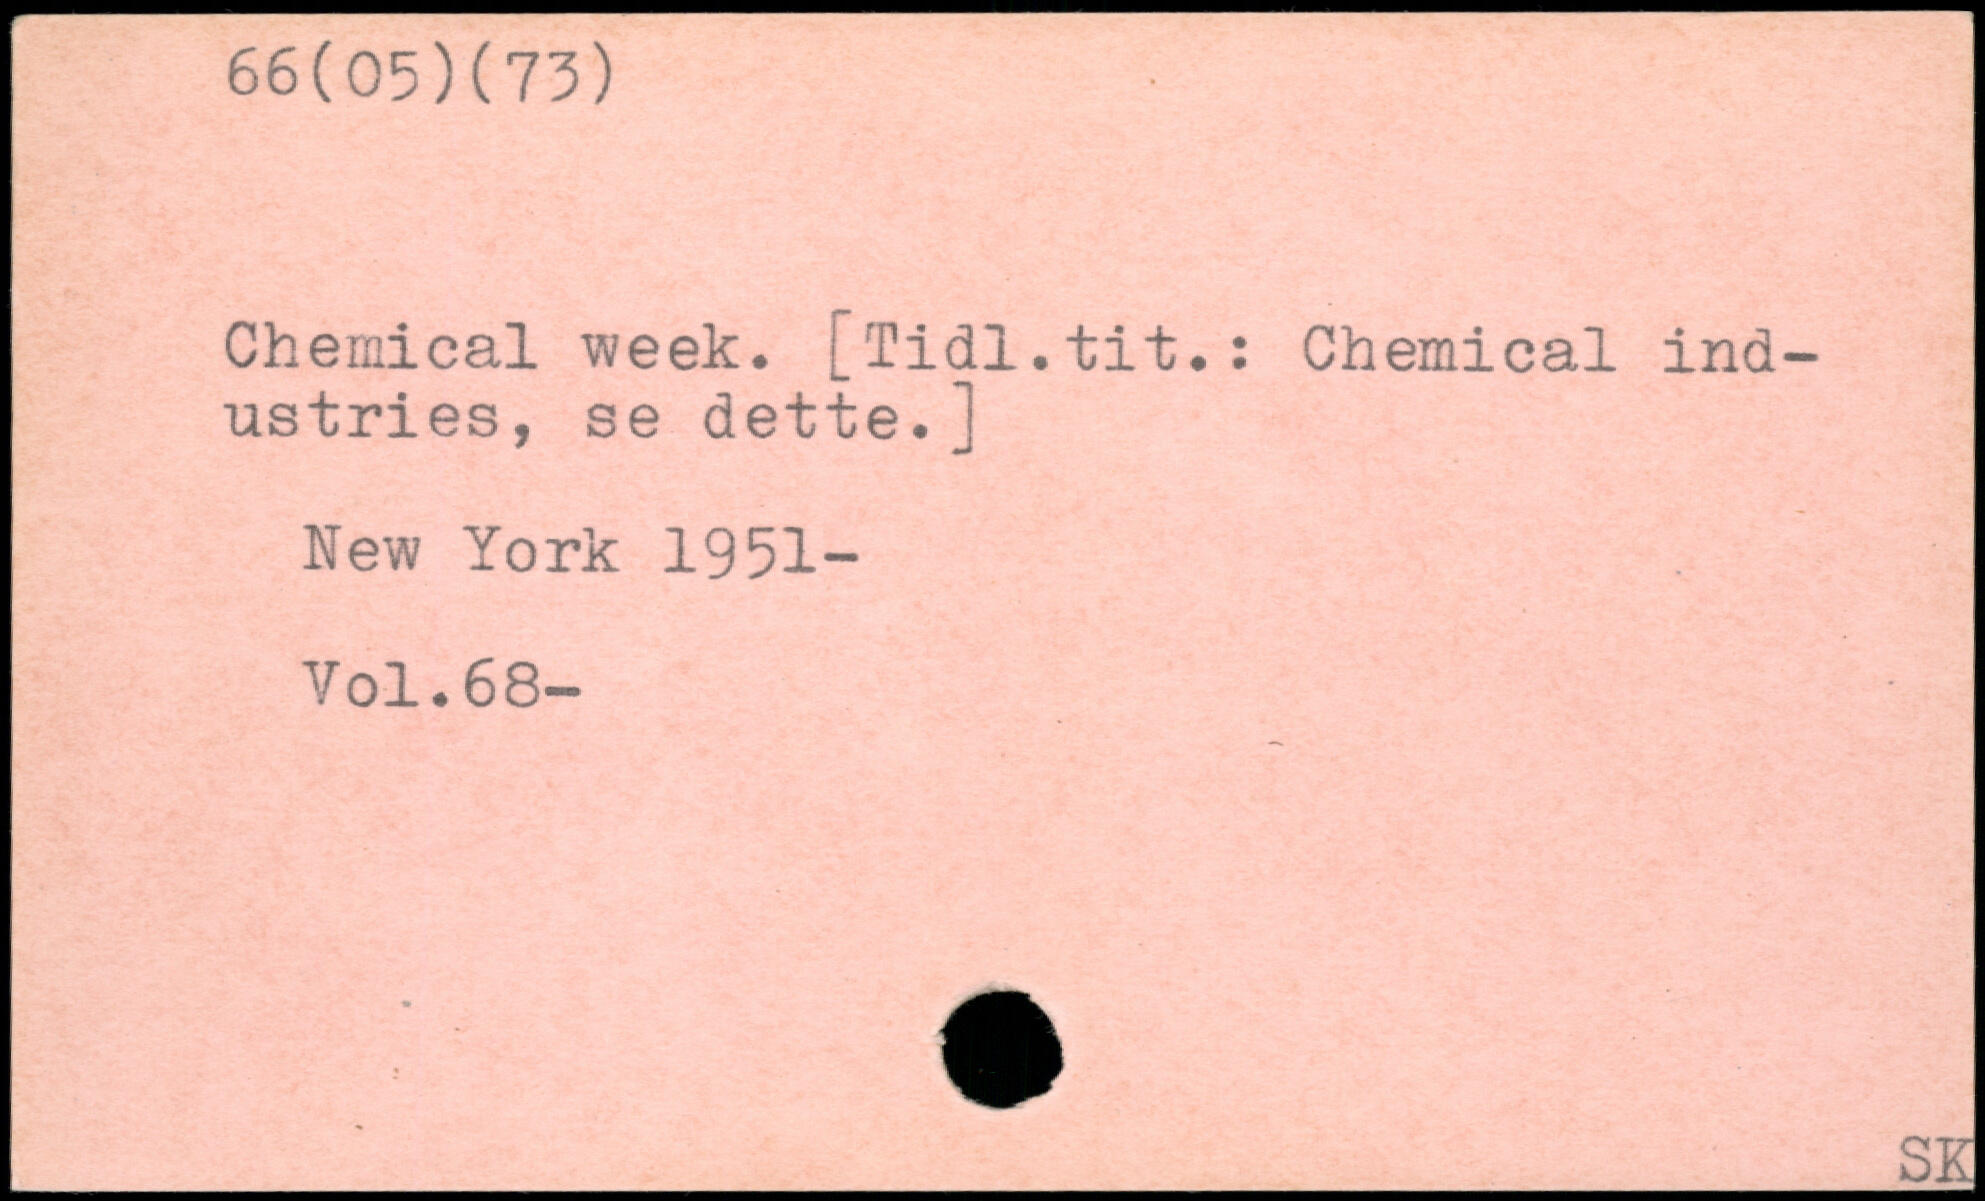 66(05)(73)
Chemical week. [Tidl.tit.: Chemical ind-
ustries, se dette.]
New York 1951-
Vol.68-
SK